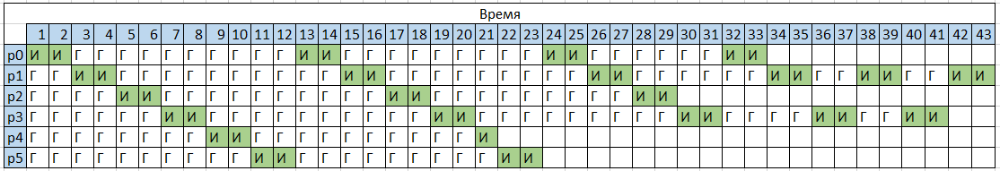 Время
1 2 3 4 5 6 7 8 9 10 11 12 13 14 15 16 17 18 19 20 21 22 23 24 25 26 27 28 29 30 31 32 33 34 35 36 37 38 39 40 41 42 43
p0 И И Г Г Г Г Г Г Г Г Г Г И И Г Г Г Г Г Г Г Г Г И И Г Г Г Г Г Г И И
p1 Г Г И И Г Г Г Г Г Г Г Г Г Г И И Г Г Г Г Г Г Г Г Г И И Г Г Г Г Г Г И И Г Г И И Г Г И И
p2 Г Г Г Г И И Г Г Г Г Г Г Г Г Г Г И И Г Г Г Г Г Г Г Г Г И И
p3 Г Г Г Г Г Г И И Г Г Г Г Г Г Г Г Г Г И И Г Г Г Г Г Г Г Г Г И И Г Г Г Г И И Г Г И И
p4 Г Г Г Г Г Г Г Г И И Г Г Г Г Г Г Г Г Г Г И
p5 Г Г Г Г Г Г Г Г Г Г И И Г Г Г Г Г Г Г Г Г И И